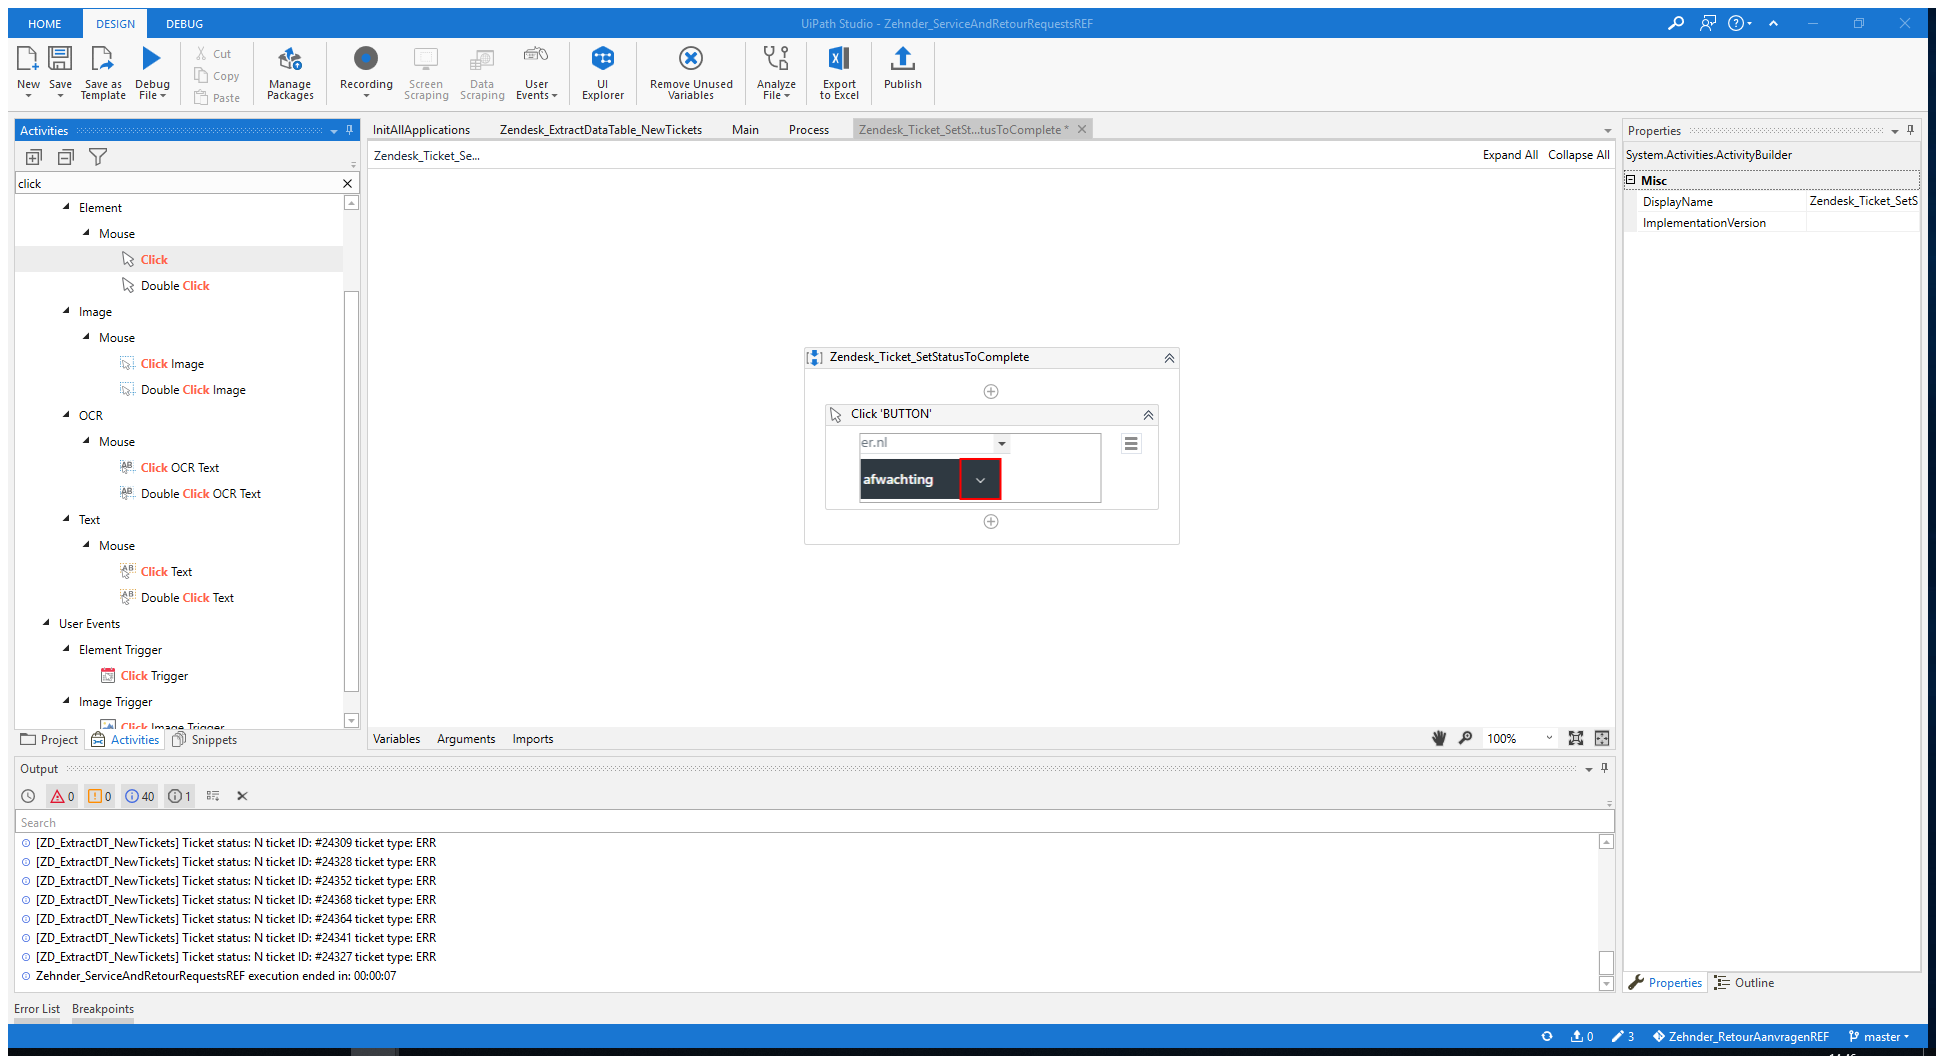 HOME DESIGN DEBUG UiPath Studio - Zehnder_ServiceAndRetourRequestsREF
New Save Save as Template Debug File Cut Copy Paste Manage Packages Recording Screen Scraping Data Scraping User Events UI Explorer Remove Unused Variables Analyze File Export to Excel Publish
Activities
click
Element
Mouse
Click
Double Click
Image
Mouse
Click Image
Double Click Image
OCR
Mouse
Click OCR Text
Double Click OCR Text
Text
Mouse
Click Text
Double Click Text
User Events
Element Trigger
Click Trigger
Image Trigger
Click Image Trigger
Project Activities Snippets
InitAllApplications Zendesk_ExtractDataTable_NewTickets Main Process Zendesk_Ticket_SetSt...tusToComplete *
Zendesk_Ticket_Se... Expand All Collapse All
Zendesk_Ticket_SetStatusToComplete
Click 'BUTTON'
er.nl
afwachting
Variables Arguments Imports 100%
Properties
System.Activities.ActivityBuilder
Misc
DisplayName Zendesk_Ticket_SetS
ImplementationVersion
Properties Outline
Output
0 0 40 1
Search
[ZD_ExtractDT_NewTickets] Ticket status: N ticket ID: #24309 ticket type: ERR
[ZD_ExtractDT_NewTickets] Ticket status: N ticket ID: #24328 ticket type: ERR
[ZD_ExtractDT_NewTickets] Ticket status: N ticket ID: #24352 ticket type: ERR
[ZD_ExtractDT_NewTickets] Ticket status: N ticket ID: #24368 ticket type: ERR
[ZD_ExtractDT_NewTickets] Ticket status: N ticket ID: #24364 ticket type: ERR
[ZD_ExtractDT_NewTickets] Ticket status: N ticket ID: #24341 ticket type: ERR
[ZD_ExtractDT_NewTickets] Ticket status: N ticket ID: #24327 ticket type: ERR
Zehnder_ServiceAndRetourRequestsREF execution ended in: 00:00:07
Error List Breakpoints
0 3 Zehnder_RetourAanvragenREF master